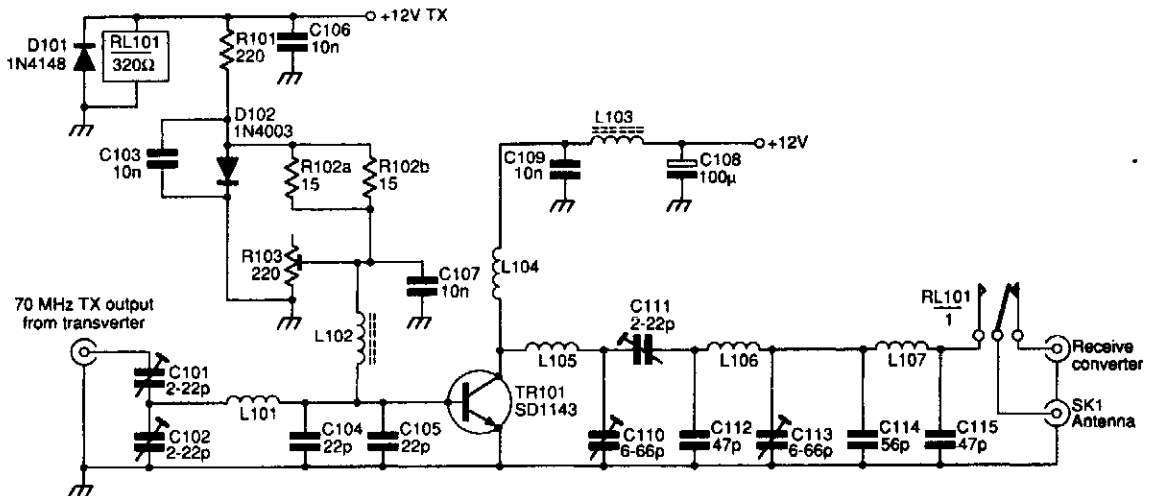 +12V TX
D101
1N4148
RL101
320Ω
R101
220
C106
10n
D102
1N4003
C103
10n
R102a
15
R102b
15
L103
C109
10n
C108
100µ
+12V
R103
220
C107
10n
L104
70 MHz TX output
from transverter
L102
C111
2-22p
RL101
1
C101
2-22p
L101
L105
L106
L107
Receive
converter
TR101
SD1143
C102
2-22p
C104
22p
C105
22p
C110
6-66p
C112
47p
C113
6-66p
C114
56p
C115
47p
SK1
Antenna